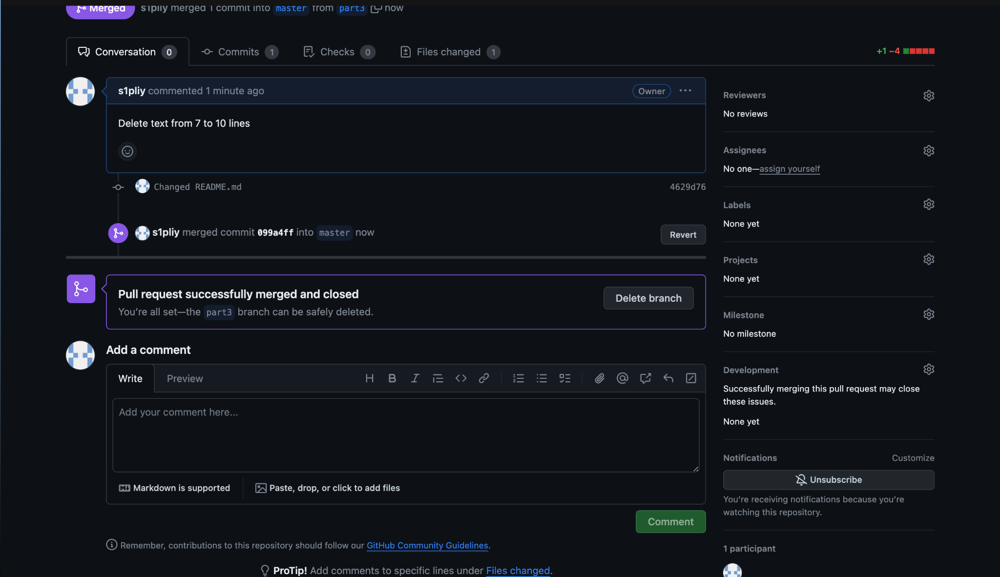 Merged s1pliy merged 1 commit into master from part3 now
Conversation 0 Commits 1 Checks 0 Files changed 1 +1 −4
s1pliy commented 1 minute ago Owner
Delete text from 7 to 10 lines
Changed README.md 4629d76
s1pliy merged commit 099a4ff into master now Revert
Pull request successfully merged and closed
You’re all set—the part3 branch can be safely deleted.
Delete branch
Add a comment
Write Preview
Add your comment here...
Markdown is supported Paste, drop, or click to add files
Comment
Remember, contributions to this repository should follow our GitHub Community Guidelines.
ProTip! Add comments to specific lines under Files changed.
Reviewers
No reviews
Assignees
No one—assign yourself
Labels
None yet
Projects
None yet
Milestone
No milestone
Development
Successfully merging this pull request may close
these issues.
None yet
Notifications Customize
Unsubscribe
You’re receiving notifications because you’re
watching this repository.
1 participant